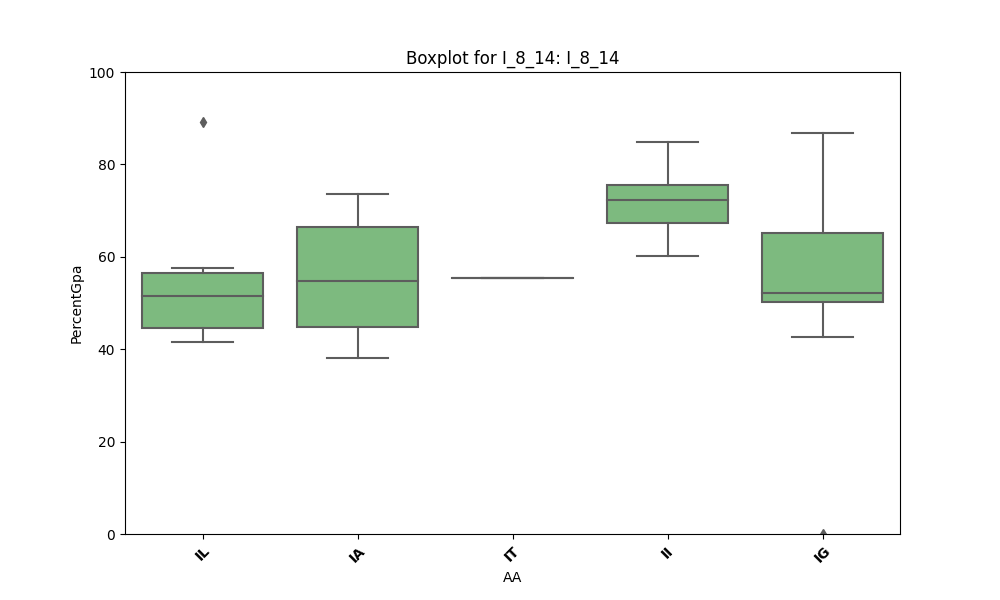 Boxplot for I_8_14: I_8_14
100
80
60
40
20
0
PercentGpa
IL
IA
IT
II
IG
AA